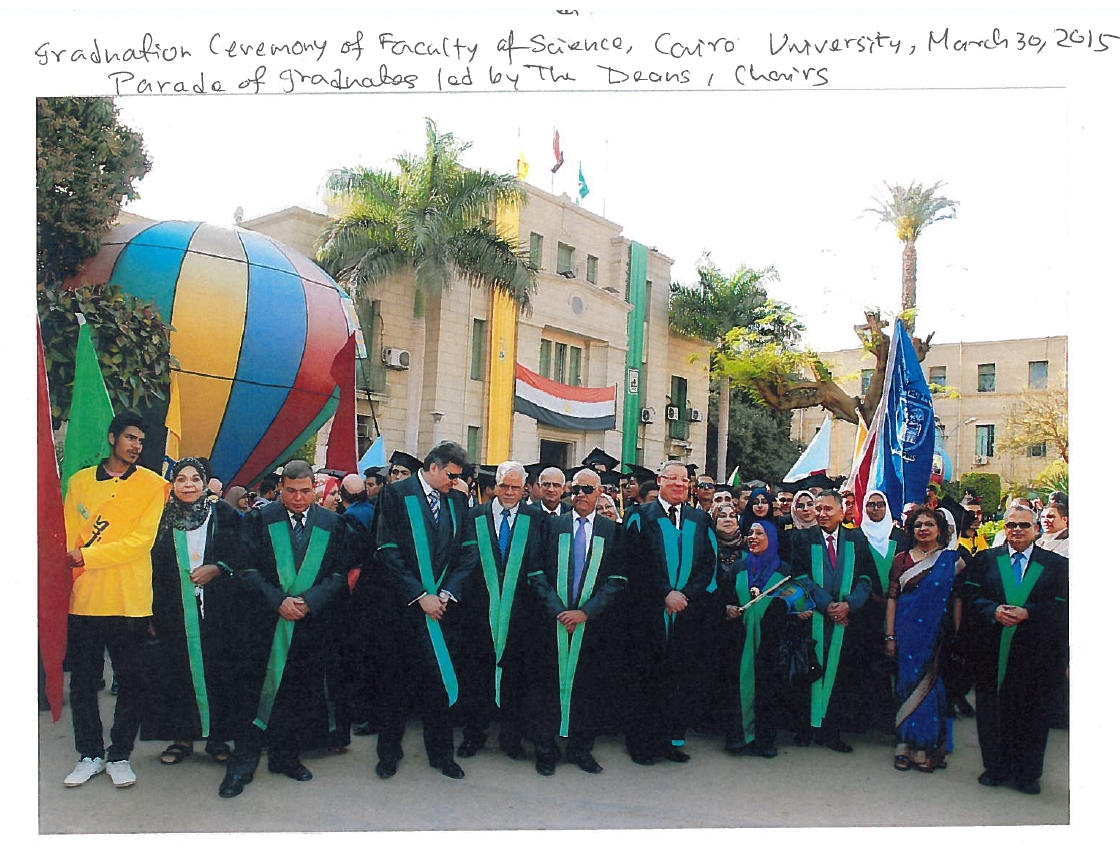 Graduation Ceremony of Faculty of Science, Cairo University, March 30, 2015
Parade of graduates led by The Deans, Chairs